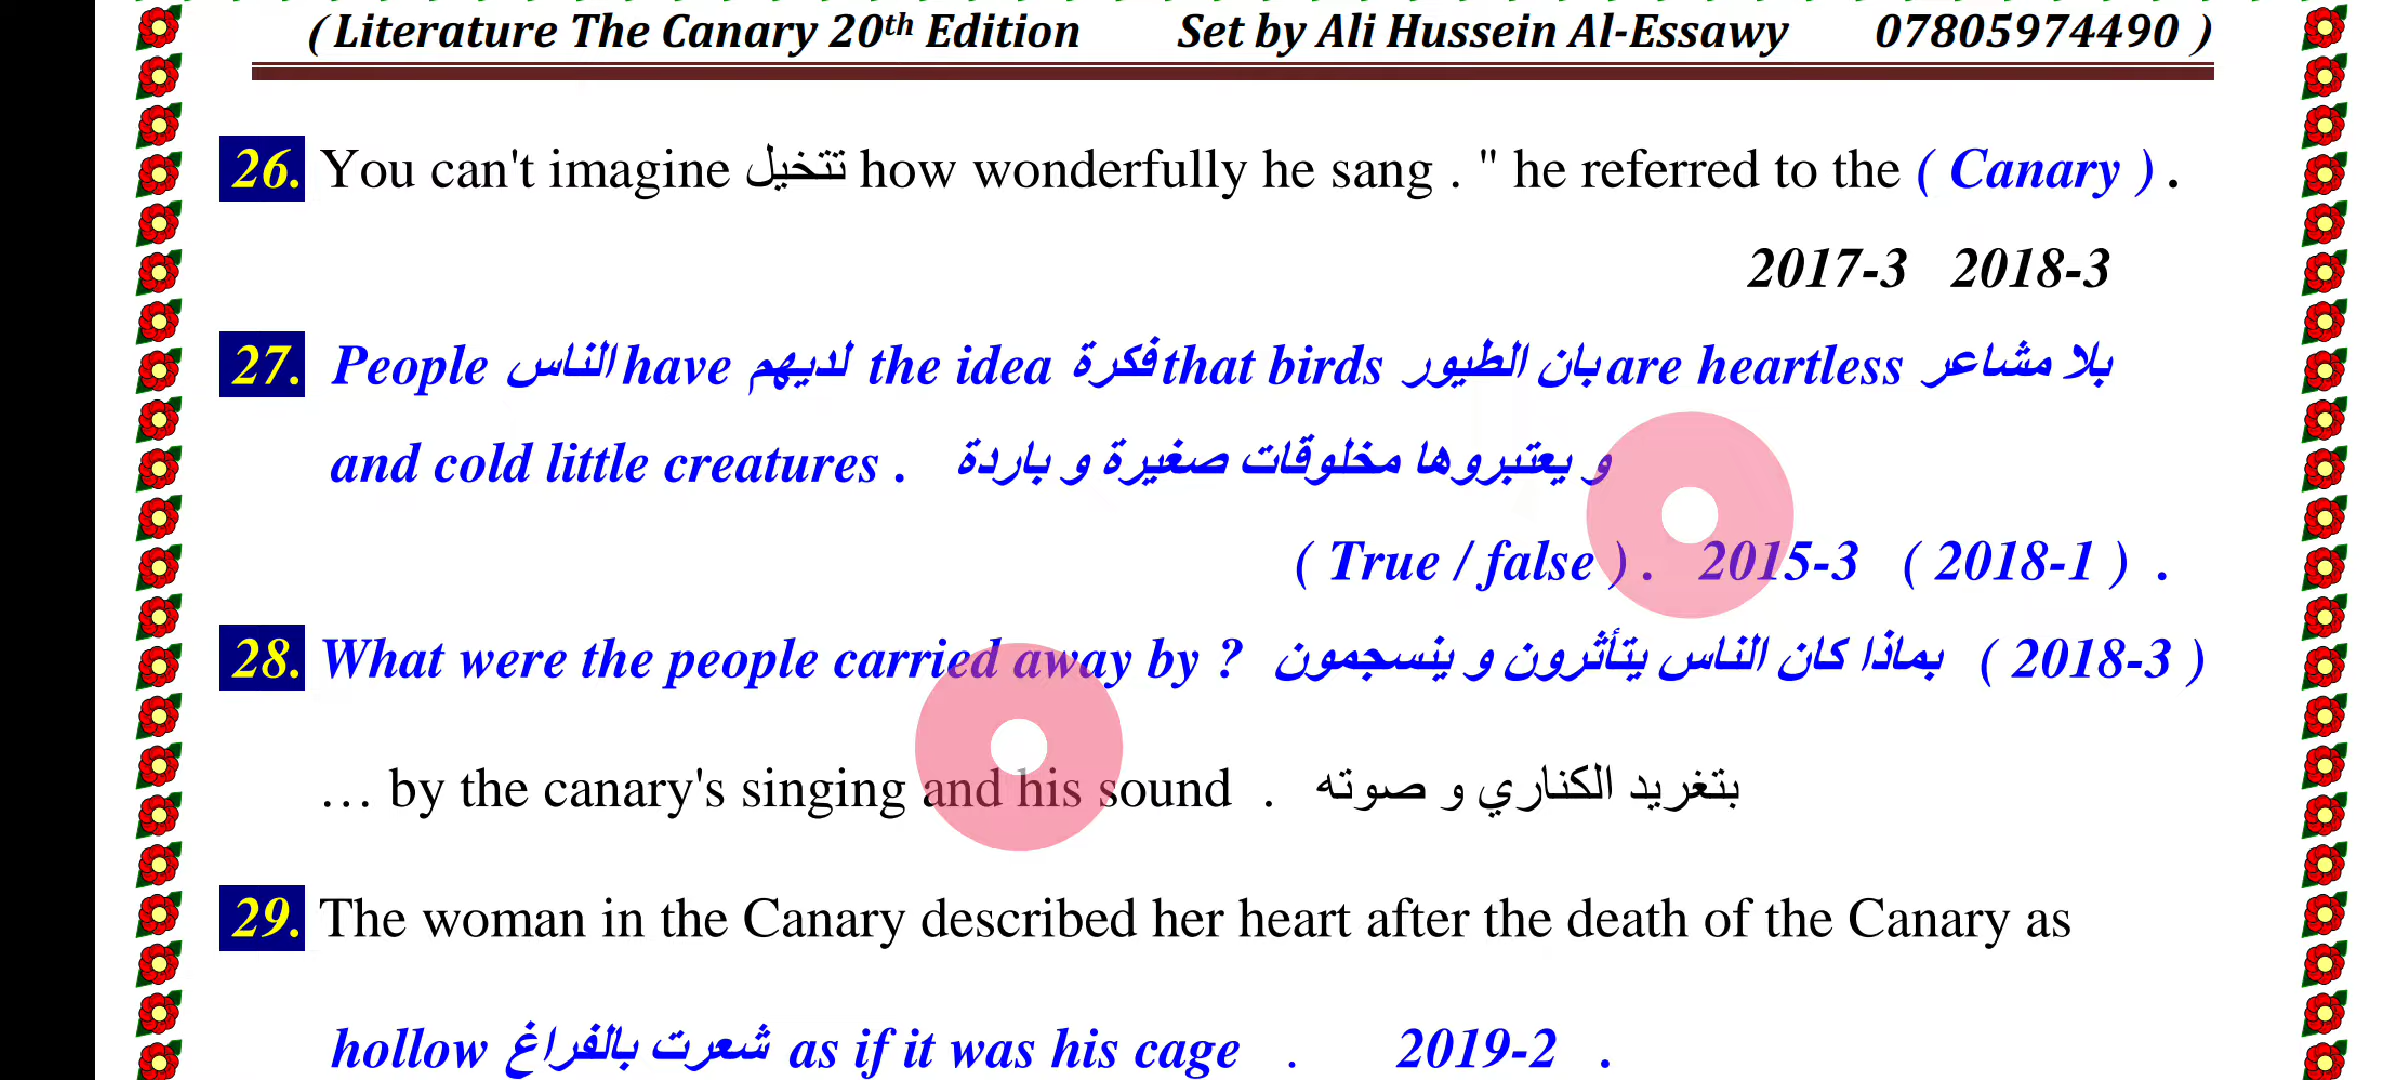 ( Literature The Canary 20th Edition Set by Ali Hussein Al-Essawy 07805974490 )
26. You can't imagine تتخيل how wonderfully he sang . " he referred to the ( Canary ) .
2017-3 2018-3
27. People الناس have لديهم the idea فكرة that birds بان الطيور are heartless بلا مشاعر
and cold little creatures . و يعتبروها مخلوقات صغيرة و باردة
( True / false ) . 2015-3 ( 2018-1 ) .
28. What were the people carried away by ? بماذا كان الناس يتأثرون و ينسجمون ( 2018-3 )
… by the canary's singing and his sound . بتغريد الكناري و صوته
29. The woman in the Canary described her heart after the death of the Canary as
hollow شعرت بالفراغ as if it was his cage . 2019-2 .